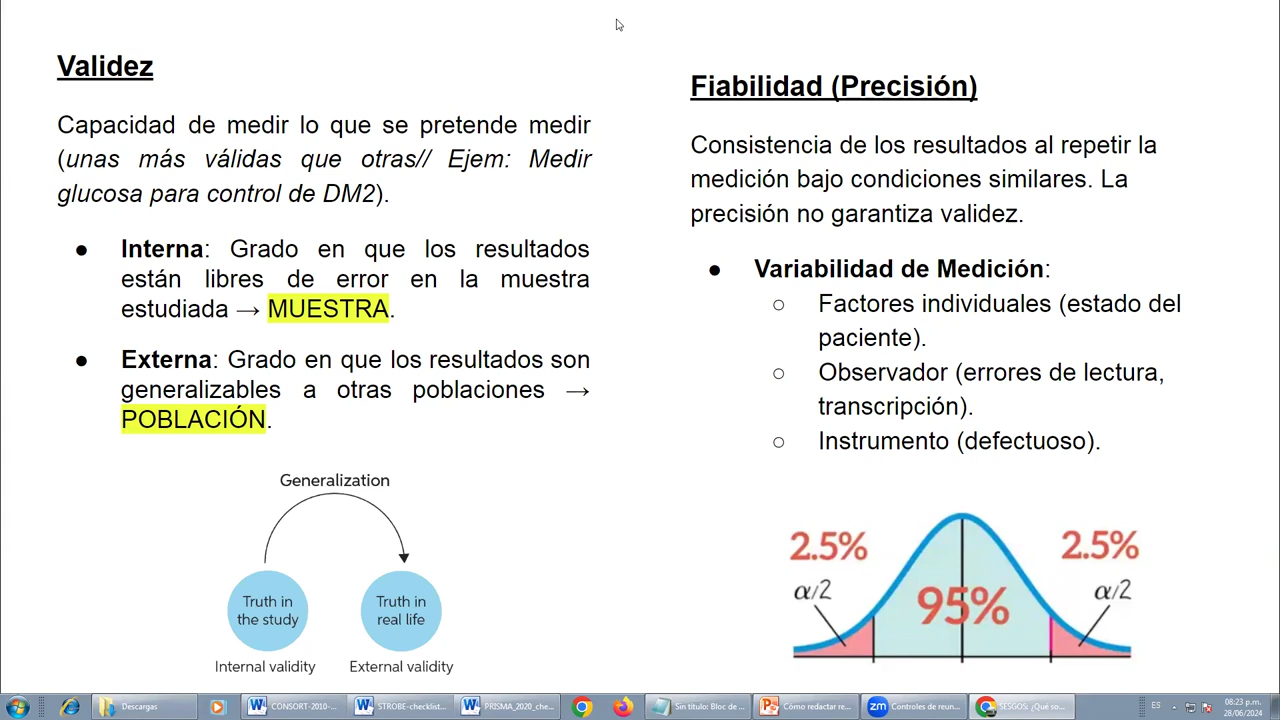 Validez
Capacidad de medir lo que se pretende medir
(unas más válidas que otras// Ejem: Medir
glucosa para control de DM2).
● Interna: Grado en que los resultados
están libres de error en la muestra
estudiada → MUESTRA.
● Externa: Grado en que los resultados son
generalizables a otras poblaciones →
POBLACIÓN.
Generalization
Truth in
the study
Truth in
real life
Internal validity
External validity
Fiabilidad (Precisión)
Consistencia de los resultados al repetir la
medición bajo condiciones similares. La
precisión no garantiza validez.
● Variabilidad de Medición:
○ Factores individuales (estado del
paciente).
○ Observador (errores de lectura,
transcripción).
○ Instrumento (defectuoso).
2.5%
2.5%
α/2
α/2
95%
Descargas
CONSORT-2010-...
STROBE-checklist...
PRISMA_2020_che...
Sin titulo: Bloc de ...
Cómo redactar re...
Controles de reun...
SESGOS: ¿Qué so...
ES
08:23 p.m.
28/06/2024